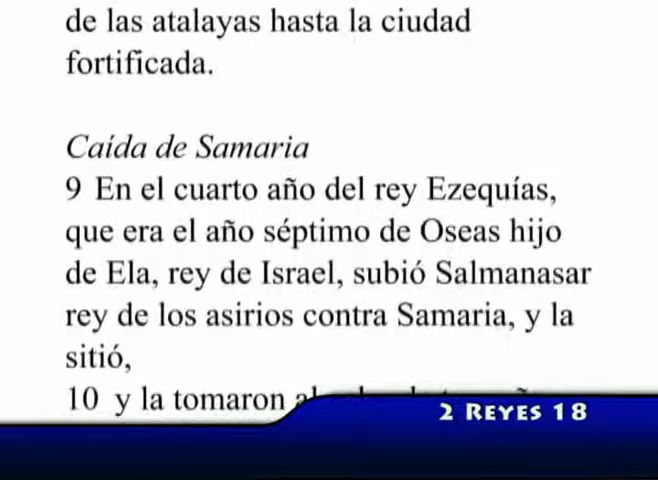 de las atalayas hasta la ciudad
fortificada.
Caída de Samaria
9 En el cuarto año del rey Ezequías,
que era el año séptimo de Oseas hijo
de Ela, rey de Israel, subió Salmanasar
rey de los asirios contra Samaria, y la
sitió,
10 y la tomaron
2 REYES 18